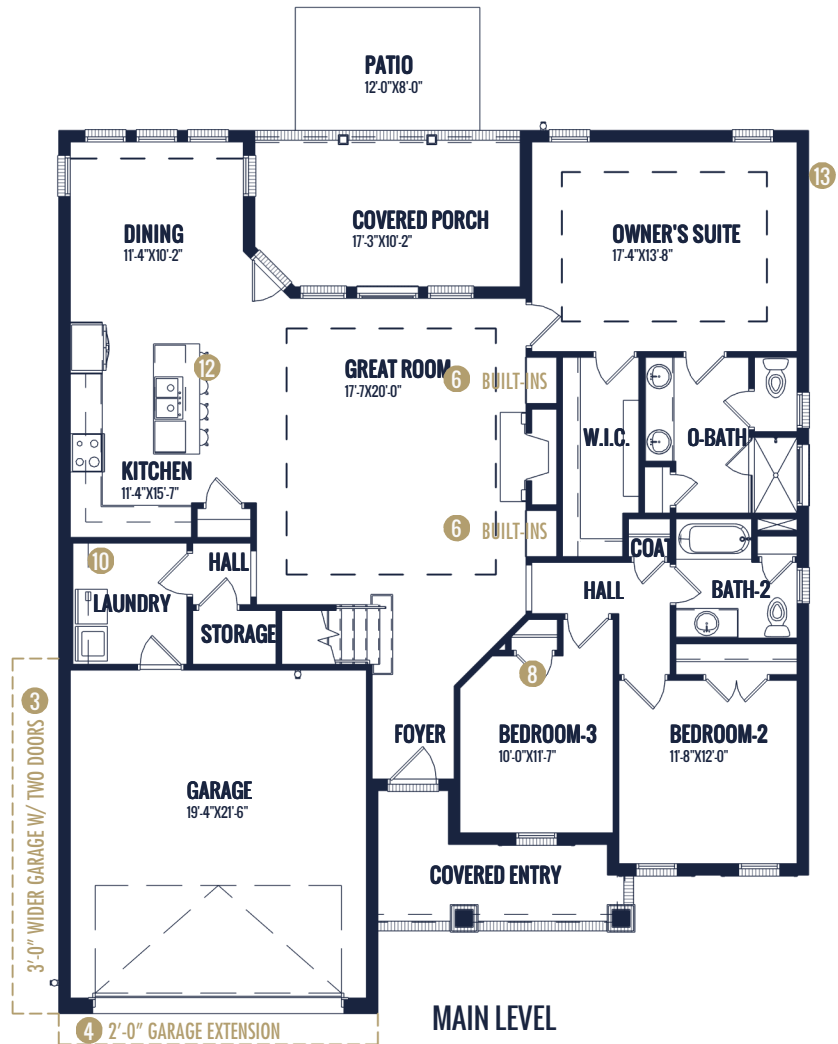 PATIO
12'-0"X8'-0"
13
DINING
11'-4"X10'-2"
COVERED PORCH
17'-3"X10'-2"
OWNER'S SUITE
17'-4"X13'-8"
12
GREAT ROOM
17'-7X20'-0"
6 BUILT-INS
W.I.C.
O-BATH
KITCHEN
11'-4"X15'-7"
6 BUILT-INS
10
HALL
COAT
LAUNDRY
HALL
BATH-2
STORAGE
8
3
3'-0" WIDER GARAGE W/ TWO DOORS
FOYER
BEDROOM-3
10'-0"X11'-7"
BEDROOM-2
11'-8"X12'-0"
GARAGE
19'-4"X21'-6"
COVERED ENTRY
MAIN LEVEL
4 2'-0" GARAGE EXTENSION